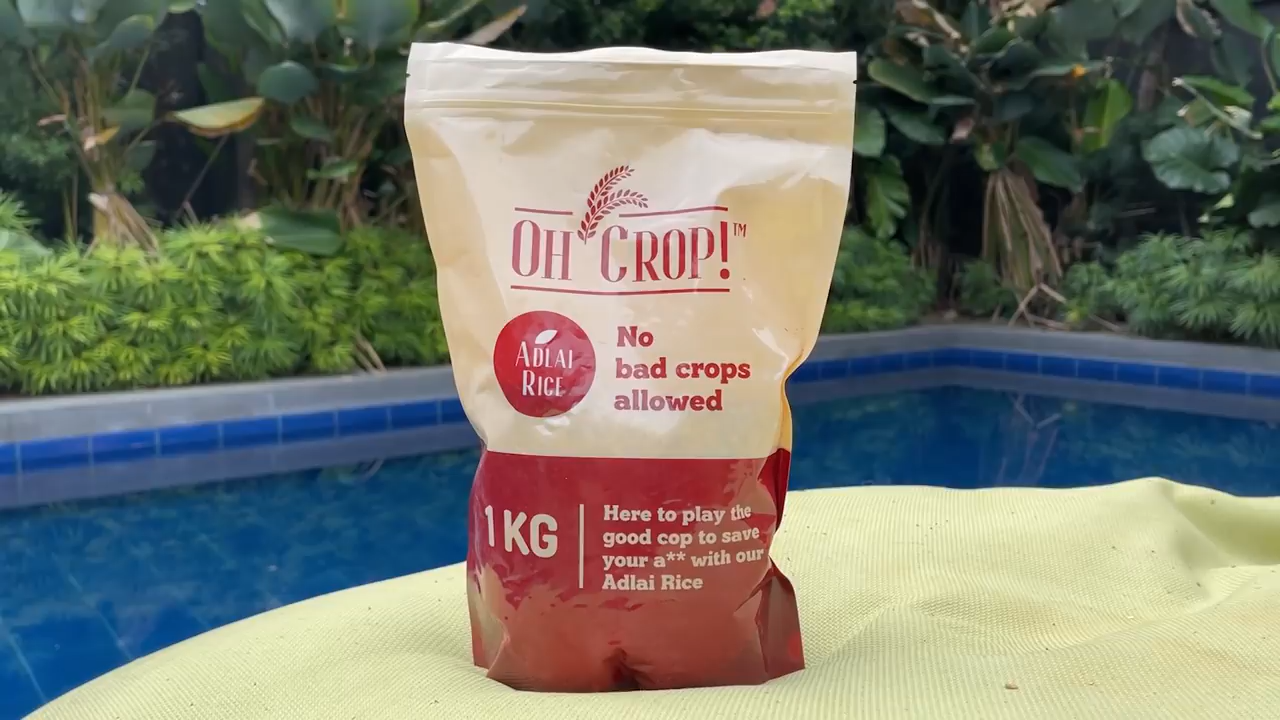 OH CROP!™
ADLAI
RICE
No
bad crops
allowed
1 KG
Here to play the
good cop to save
your a** with our
Adlai Rice